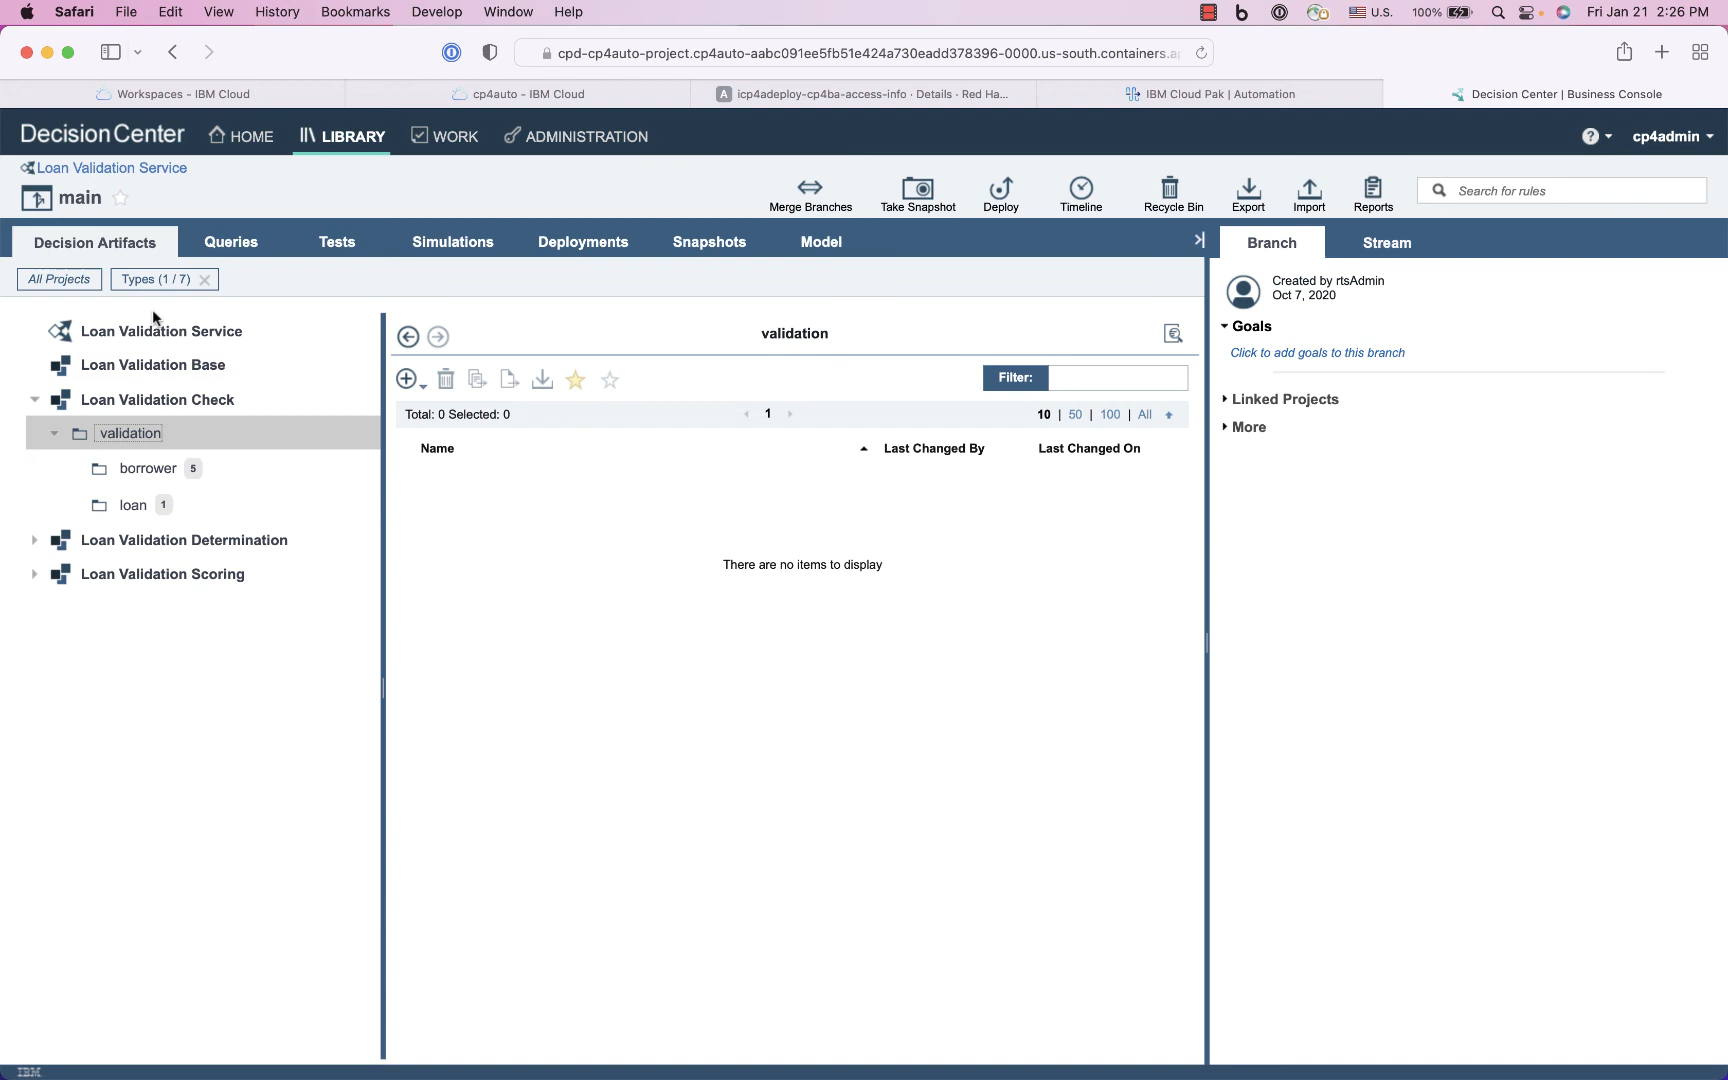 Safari File Edit View History Bookmarks Develop Window Help U.S. 100% Fri Jan 21 2:26 PM
cpd-cp4auto-project.cp4auto-aabc091ee5fb51e424a730eadd378396-0000.us-south.containers.a
Workspaces - IBM Cloud cp4auto - IBM Cloud A icp4adeploy-cp4ba-access-info · Details · Red Ha... IBM Cloud Pak | Automation Decision Center | Business Console
Decision Center HOME LIBRARY WORK ADMINISTRATION ? cp4admin
Loan Validation Service
main
Merge Branches Take Snapshot Deploy Timeline Recycle Bin Export Import Reports Search for rules
Decision Artifacts Queries Tests Simulations Deployments Snapshots Model Branch Stream
All Projects Types (1 / 7)
Loan Validation Service
Loan Validation Base
Loan Validation Check
validation
borrower 5
loan 1
Loan Validation Determination
Loan Validation Scoring
validation
Filter:
Total: 0 Selected: 0 1 10 | 50 | 100 | All
Name Last Changed By Last Changed On
There are no items to display
Created by rtsAdmin
Oct 7, 2020
Goals
Click to add goals to this branch
Linked Projects
More
IBM